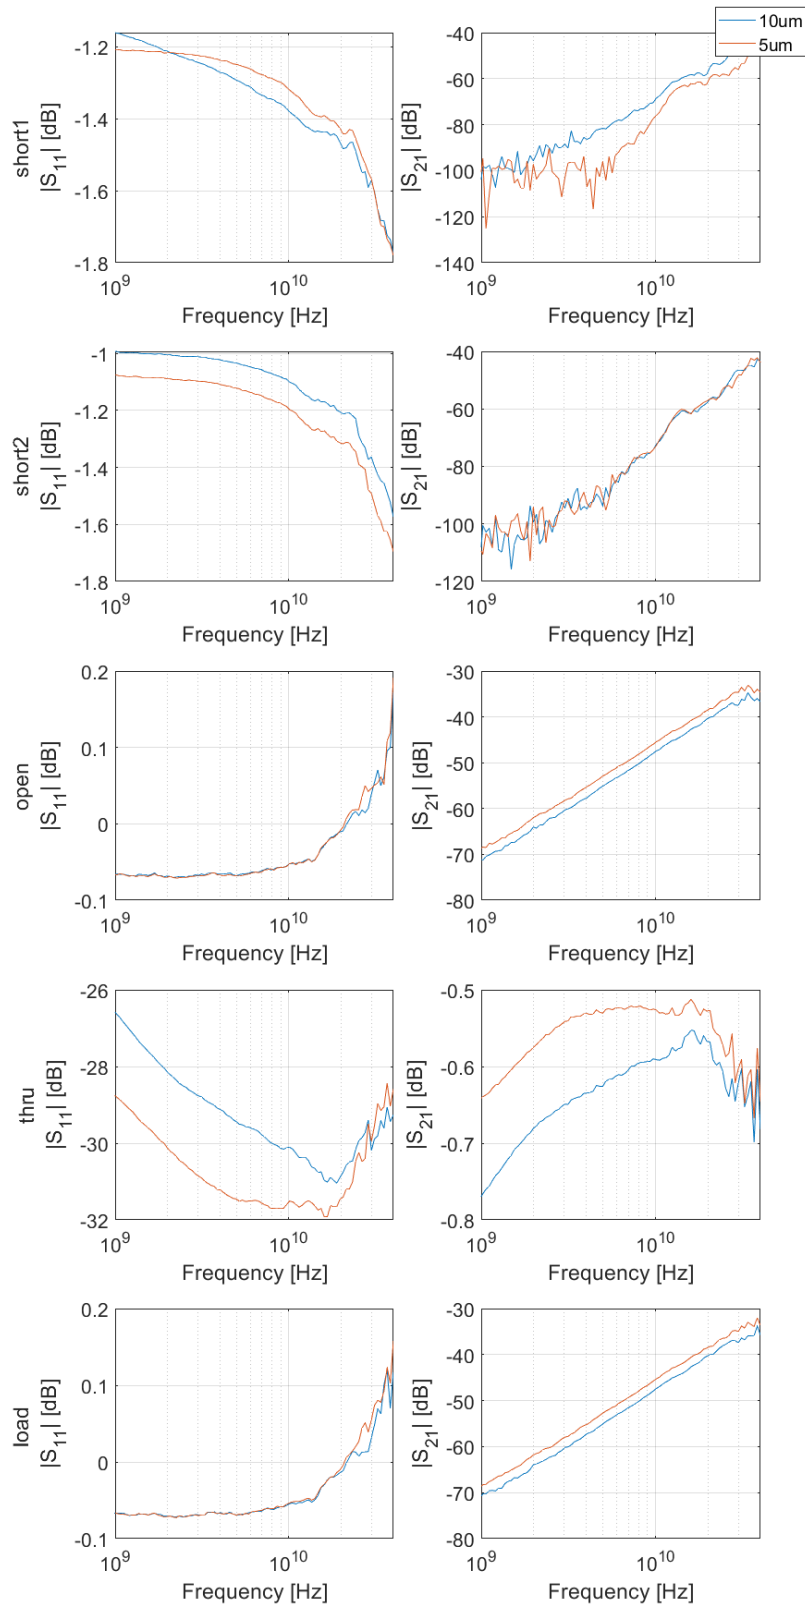 10um
5um
short1
|S11| [dB]
-1.2
-1.4
-1.6
-1.8
10^9
10^10
Frequency [Hz]
|S21| [dB]
-40
-60
-80
-100
-120
-140
10^9
10^10
Frequency [Hz]
short2
|S11| [dB]
-1
-1.2
-1.4
-1.6
-1.8
10^9
10^10
Frequency [Hz]
|S21| [dB]
-40
-60
-80
-100
-120
10^9
10^10
Frequency [Hz]
open
|S11| [dB]
0.2
0.1
0
-0.1
10^9
10^10
Frequency [Hz]
|S21| [dB]
-30
-40
-50
-60
-70
-80
10^9
10^10
Frequency [Hz]
thru
|S11| [dB]
-26
-28
-30
-32
10^9
10^10
Frequency [Hz]
|S21| [dB]
-0.5
-0.6
-0.7
-0.8
10^9
10^10
Frequency [Hz]
load
|S11| [dB]
0.2
0.1
0
-0.1
10^9
10^10
Frequency [Hz]
|S21| [dB]
-30
-40
-50
-60
-70
-80
10^9
10^10
Frequency [Hz]